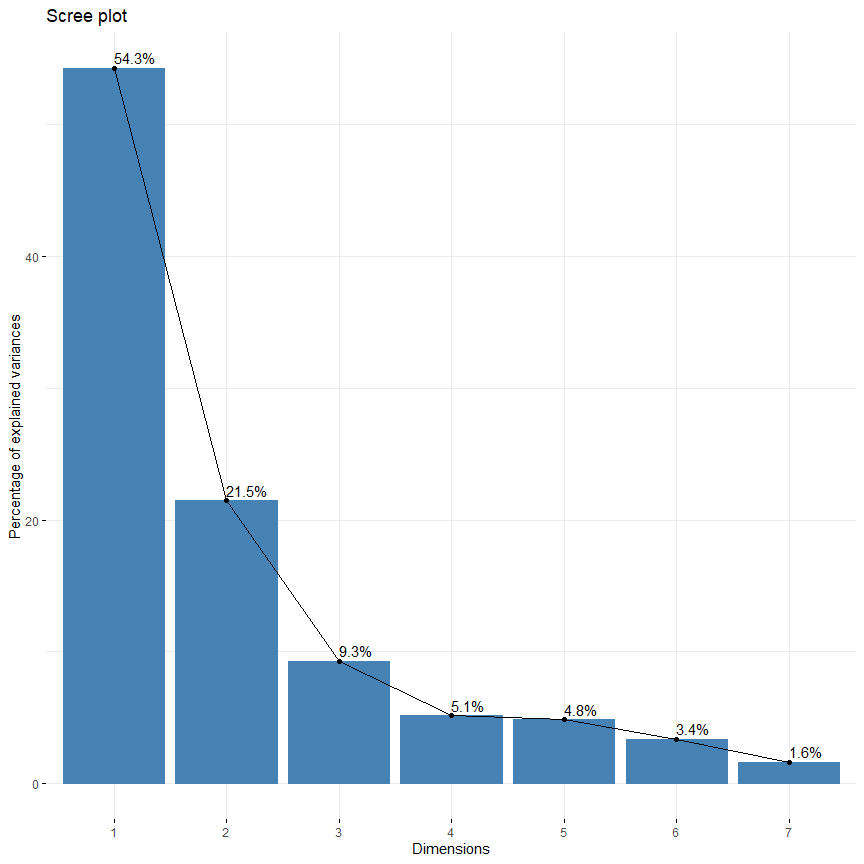 Scree plot
54.3%
21.5%
9.3%
5.1%
4.8%
3.4%
1.6%
40
20
0
Percentage of explained variances
1 2 3 4 5 6 7
Dimensions